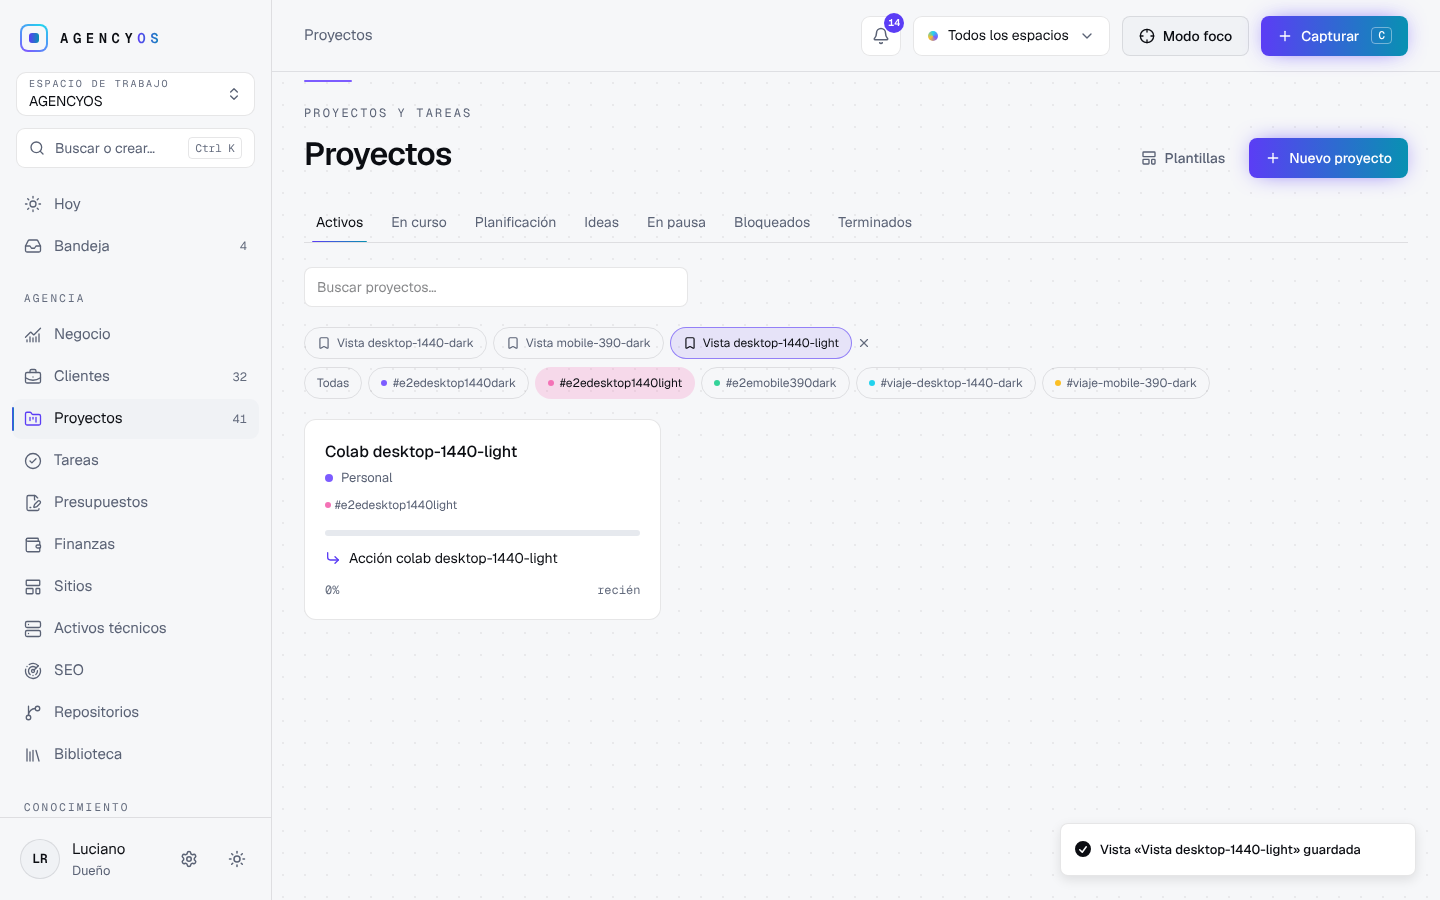 AGENCYOS
ESPACIO DE TRABAJO
AGENCYOS
Buscar o crear... Ctrl K
Hoy
Bandeja 4
AGENCIA
Negocio
Clientes 32
Proyectos 41
Tareas
Presupuestos
Finanzas
Sitios
Activos técnicos
SEO
Repositorios
Biblioteca
CONOCIMIENTO
LR Luciano
Dueño
Proyectos
14
Todos los espacios
Modo foco
Capturar C
PROYECTOS Y TAREAS
Proyectos
Plantillas
Nuevo proyecto
Activos En curso Planificación Ideas En pausa Bloqueados Terminados
Buscar proyectos...
Vista desktop-1440-dark Vista mobile-390-dark Vista desktop-1440-light
Todas #e2edesktop1440dark #e2edesktop1440light #e2emobile390dark #viaje-desktop-1440-dark #viaje-mobile-390-dark
Colab desktop-1440-light
Personal
#e2edesktop1440light
Acción colab desktop-1440-light
0% recién
Vista «Vista desktop-1440-light» guardada